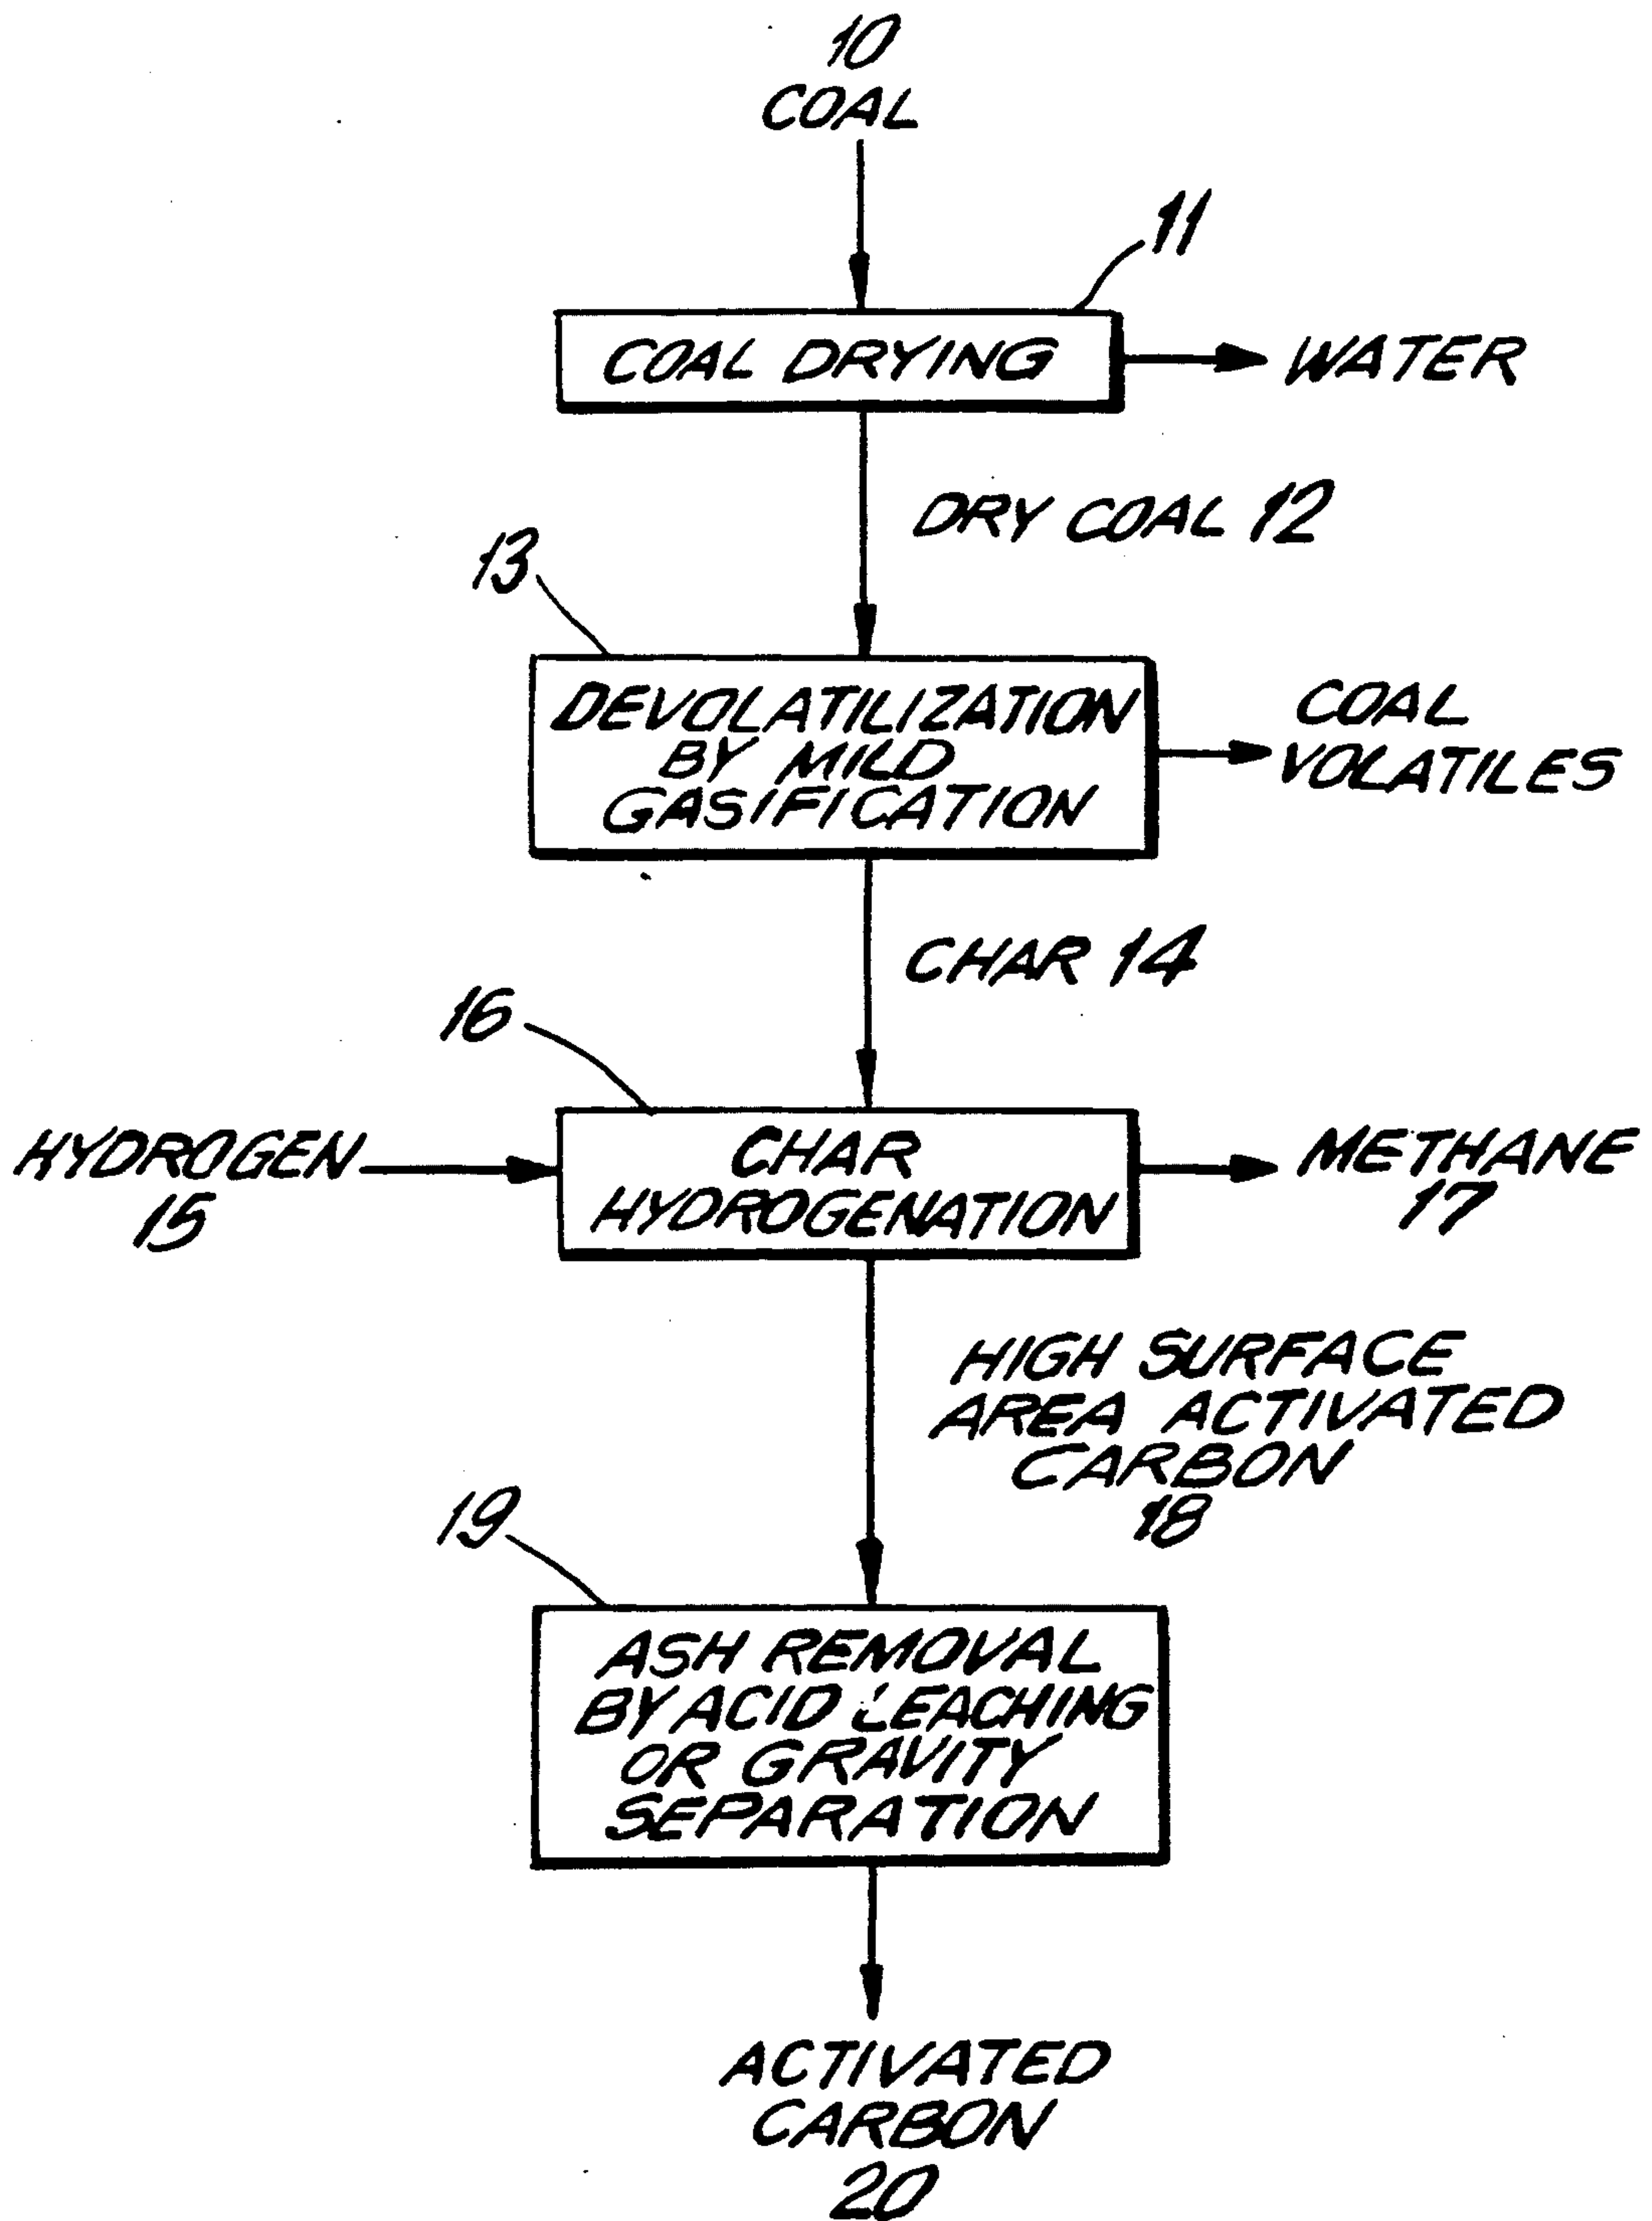 10
COAL
11
COAL DRYING
WATER
DRY COAL 12
13
DEVOLATILIZATION
BY MILD
GASIFICATION
COAL
VOLATILES
CHAR 14
16
HYDROGEN
15
CHAR
HYDROGENATION
METHANE
17
HIGH SURFACE
AREA ACTIVATED
CARBON
18
19
ASH REMOVAL
BY ACID LEACHING
OR GRAVITY
SEPARATION
ACTIVATED
CARBON
20